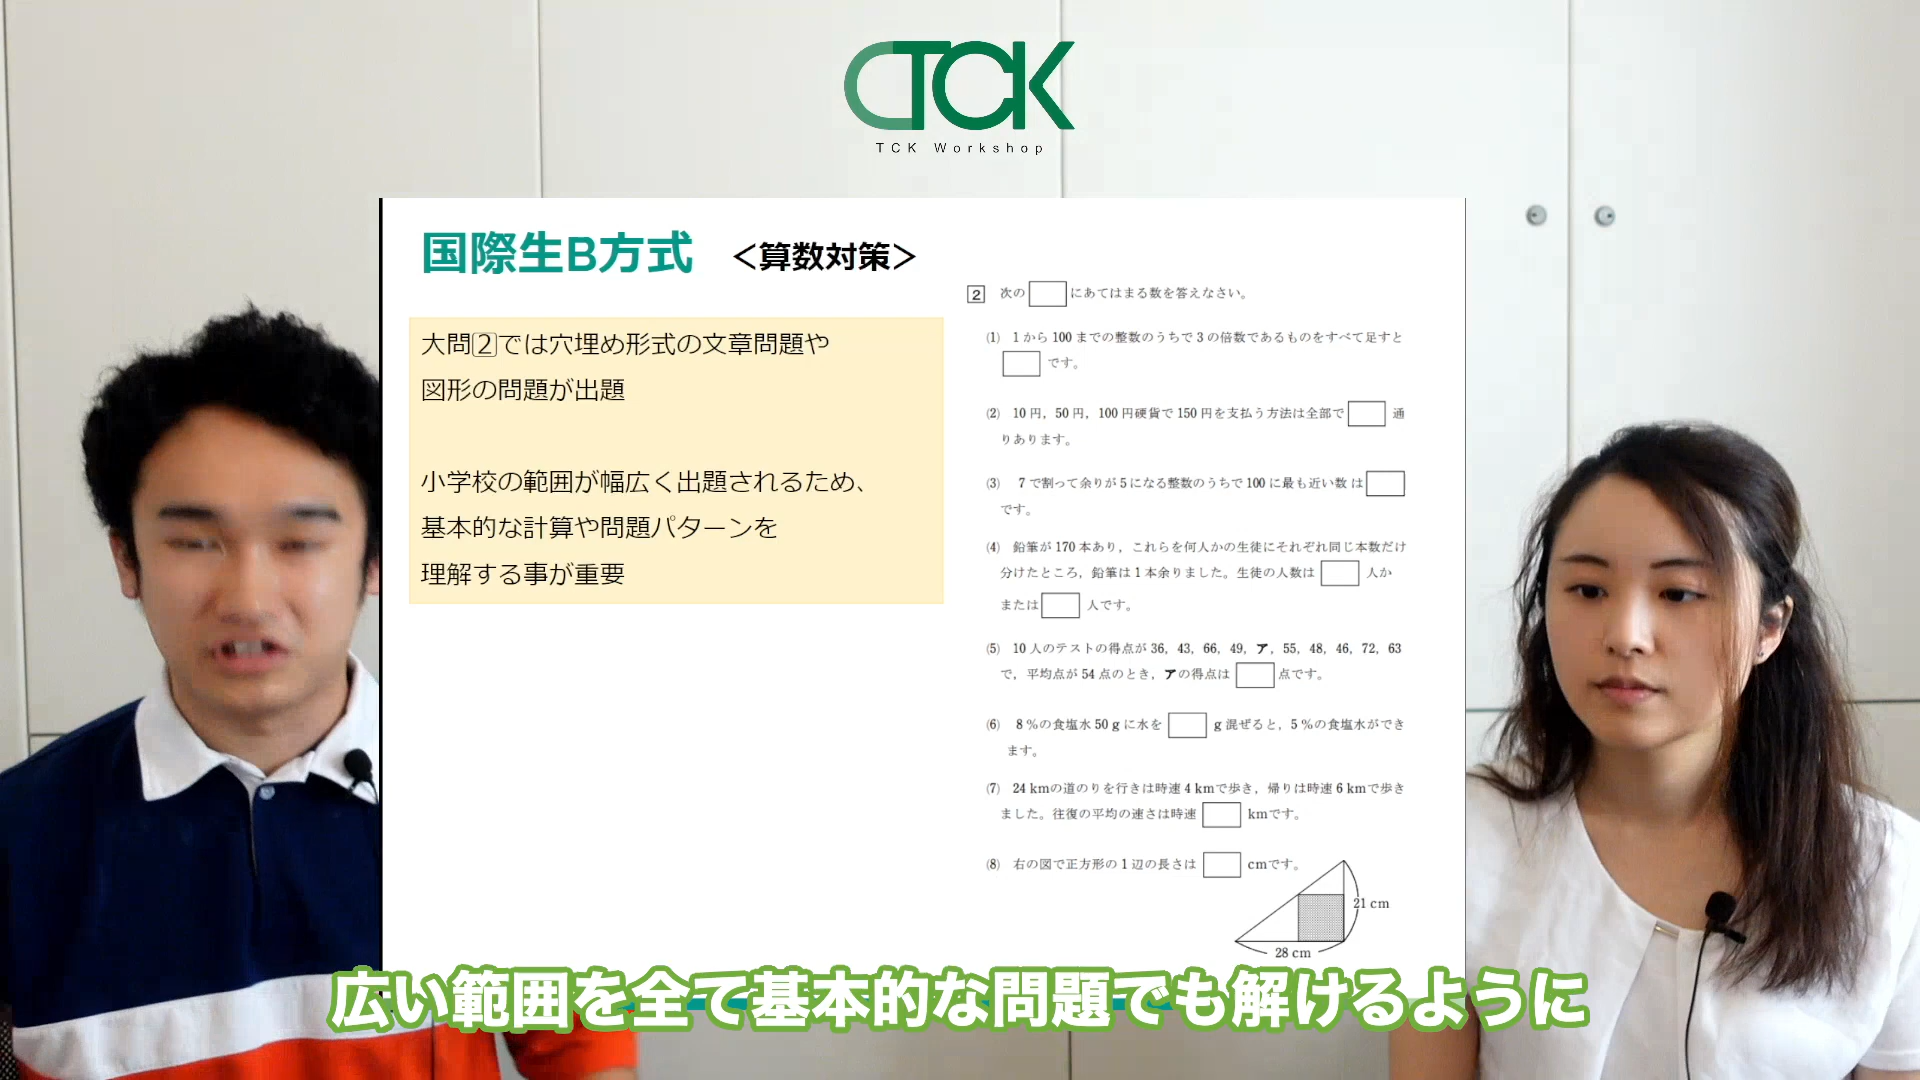 TCK
TCK Workshop
国際生B方式 <算数対策>
大問2では穴埋め形式の文章問題や
図形の問題が出題
小学校の範囲が幅広く出題されるため、
基本的な計算や問題パターンを
理解する事が重要
2 次の□にあてはまる数を答えなさい。
(1) 1から100までの整数のうちで3の倍数であるものをすべて足すと
□です。
(2) 10円，50円，100円硬貨で150円を支払う方法は全部で□通
りあります。
(3) 7で割って余りが5になる整数のうちで100に最も近い数は□
です。
(4) 鉛筆が170本あり，これらを何人かの生徒にそれぞれ同じ本数だけ
分けたところ，鉛筆は1本余りました。生徒の人数は□人か
または□人です。
(5) 10人のテストの得点が36，43，66，49，ア，55，48，46，72，63
で，平均点が54点のとき，アの得点は□点です。
(6) 8％の食塩水50gに水を□g混ぜると，5％の食塩水ができ
ます。
(7) 24kmの道のりを行きは時速4kmで歩き，帰りは時速6kmで歩き
ました。往復の平均の速さは時速□kmです。
(8) 右の図で正方形の1辺の長さは□cmです。
21 cm
28 cm
広い範囲を全て基本的な問題でも解けるように